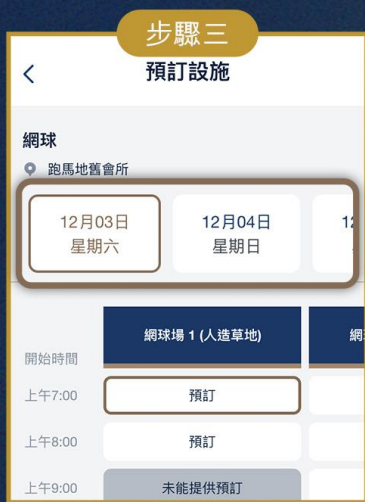 步驟三
預訂設施
網球
跑馬地舊會所
12月03日
星期六
12月04日
星期日
網球場 1 (人造草地)
開始時間
上午7:00
預訂
上午8:00
預訂
上午9:00
未能提供預訂